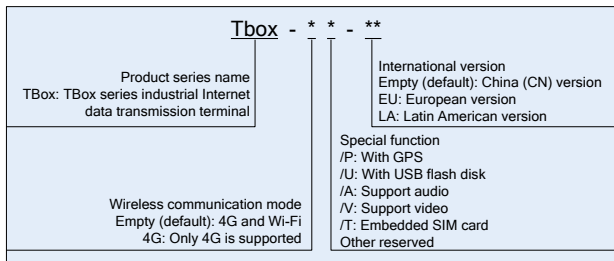 Tbox - * * - **
Product series name
TBox: TBox series industrial Internet
data transmission terminal
International version
Empty (default): China (CN) version
EU: European version
LA: Latin American version
Special function
/P: With GPS
/U: With USB flash disk
/A: Support audio
/V: Support video
/T: Embedded SIM card
Other reserved
Wireless communication mode
Empty (default): 4G and Wi-Fi
4G: Only 4G is supported